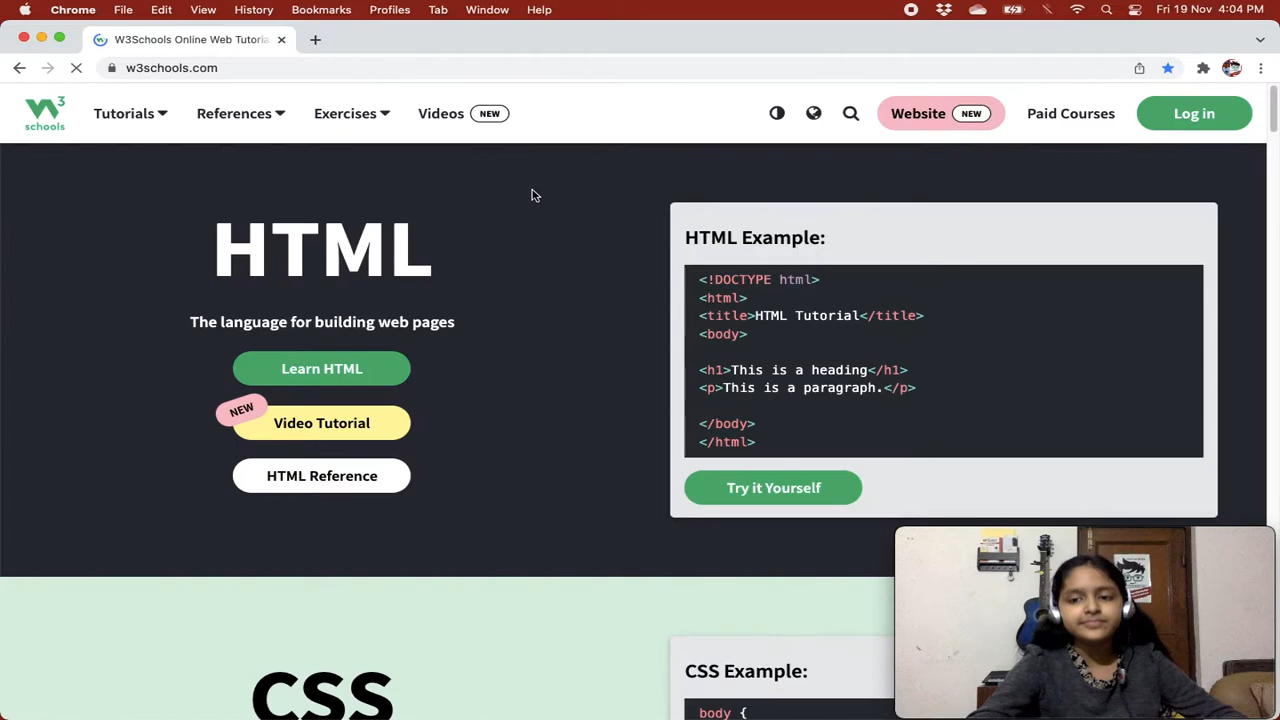 Chrome File Edit View History Bookmarks Profiles Tab Window Help Fri 19 Nov 4:04 PM
W3Schools Online Web Tutoria
w3schools.com
W3 schools Tutorials References Exercises Videos NEW Website NEW Paid Courses Log in
HTML
The language for building web pages
Learn HTML
NEW
Video Tutorial
HTML Reference
HTML Example:
<!DOCTYPE html>
<html>
<title>HTML Tutorial</title>
<body>
<h1>This is a heading</h1>
<p>This is a paragraph.</p>
</body>
</html>
Try it Yourself
CSS
CSS Example:
body {